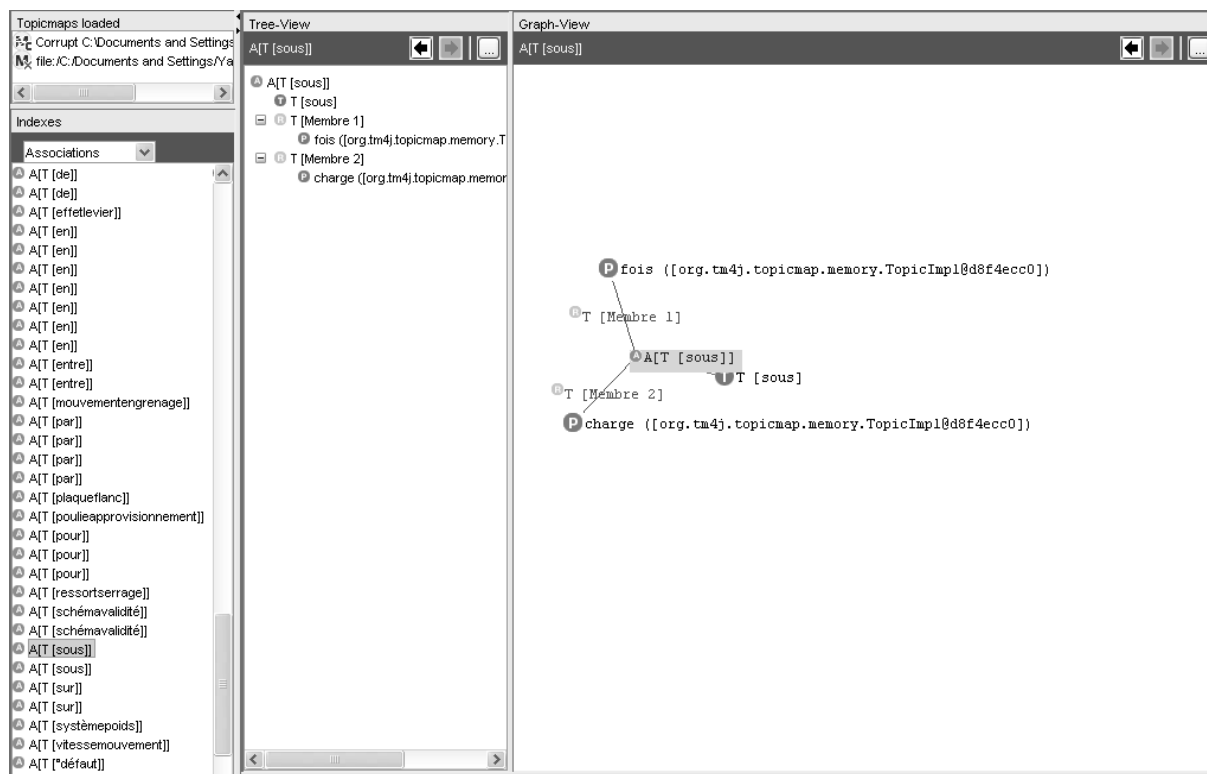 Topicmaps loaded
Corrupt C:\Documents and Settings
file:/C:/Documents and Settings/Ya
Indexes
Associations
A[T [de]]
A[T [de]]
A[T [effetlevier]]
A[T [en]]
A[T [en]]
A[T [en]]
A[T [en]]
A[T [en]]
A[T [en]]
A[T [en]]
A[T [entre]]
A[T [entre]]
A[T [mouvementengrenage]]
A[T [par]]
A[T [par]]
A[T [par]]
A[T [par]]
A[T [plaqueflanc]]
A[T [poulieapprovisionnement]]
A[T [pour]]
A[T [pour]]
A[T [pour]]
A[T [ressortserrage]]
A[T [schémavalidité]]
A[T [schémavalidité]]
A[T [sous]]
A[T [sous]]
A[T [sur]]
A[T [sur]]
A[T [systèmepoids]]
A[T [vitessemouvement]]
A[T ["défaut]]
Tree-View
A[T [sous]]
...
A A[T [sous]]
T T [sous]
R T [Membre 1]
P fois ([org.tm4j.topicmap.memory.T
R T [Membre 2]
P charge ([org.tm4j.topicmap.memor
Graph-View
A[T [sous]]
...
P fois ([org.tm4j.topicmap.memory.TopicImpl@d8f4ecc0])
R T [Membre 1]
A A[T [sous]]
T T [sous]
R T [Membre 2]
P charge ([org.tm4j.topicmap.memory.TopicImpl@d8f4ecc0])